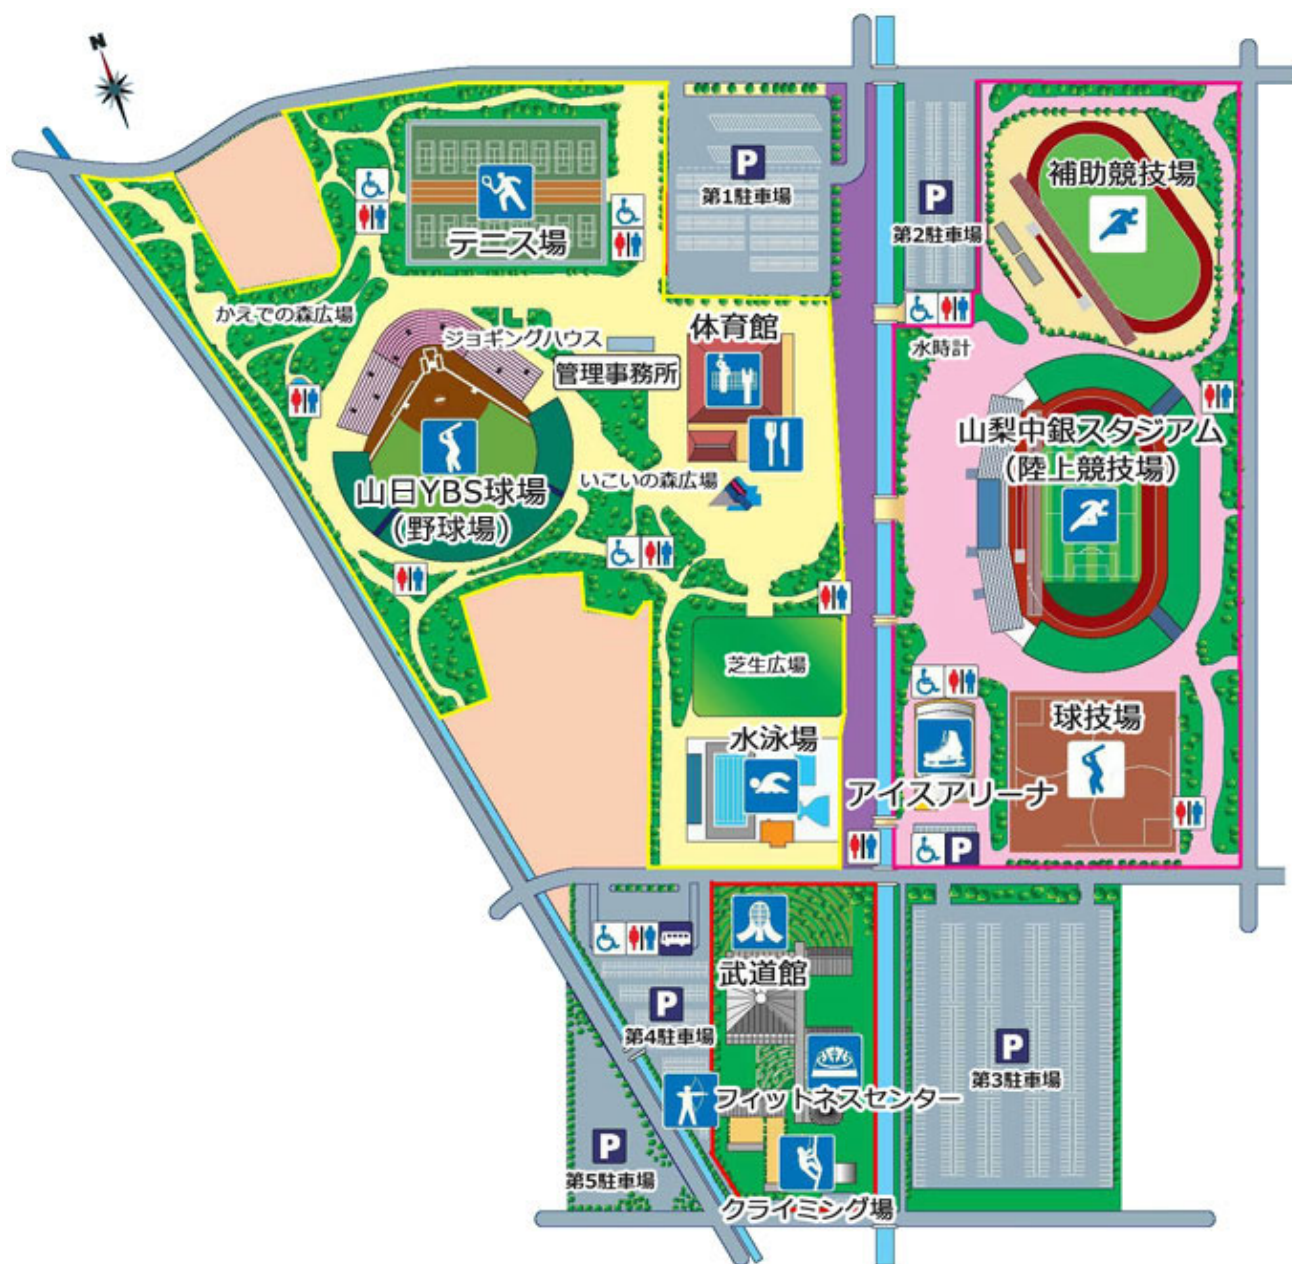 N
P
第1駐車場
P
第2駐車場
補助競技場
テニス場
かえでの森広場
ジョギングハウス
管理事務所
体育館
水時計
山梨中銀スタジアム
(陸上競技場)
山日YBS球場
(野球場)
いこいの森広場
芝生広場
水泳場
アイスアリーナ
球技場
P
武道館
P
第4駐車場
フィットネスセンター
P
第3駐車場
P
第5駐車場
クライミング場